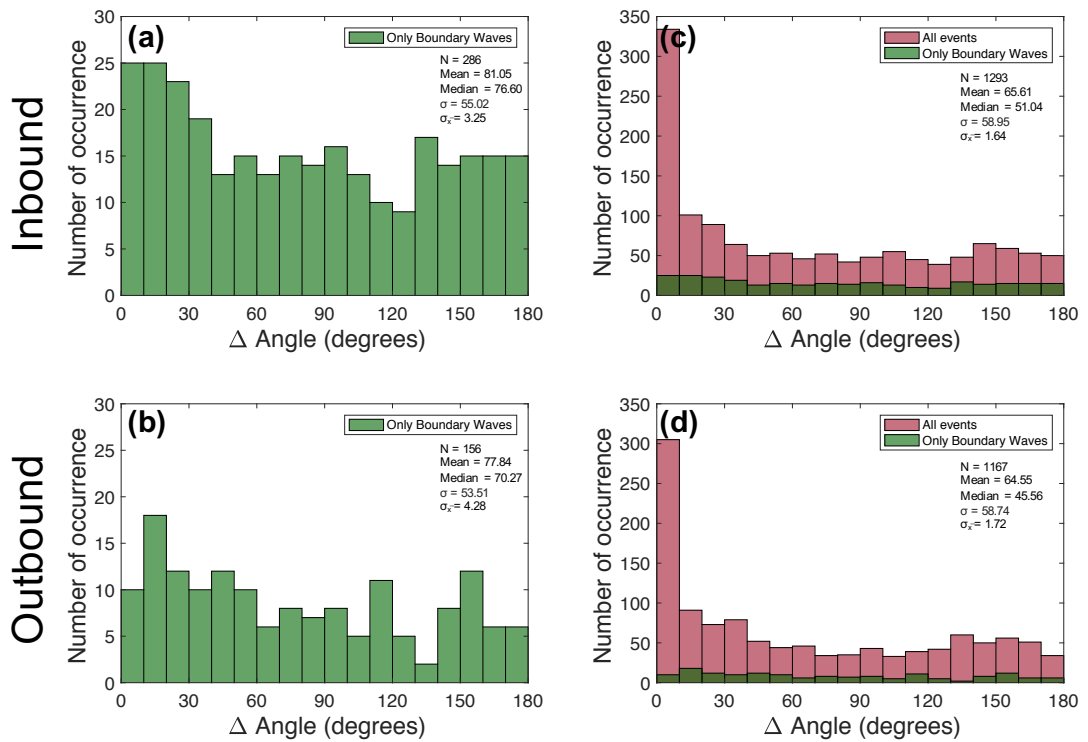 Inbound
(a)
Only Boundary Waves
N = 286
Mean = 81.05
Median = 76.60
σ = 55.02
σx̄ = 3.25
Number of occurrence
30
25
20
15
10
5
0
0 30 60 90 120 150 180
Δ Angle (degrees)
(c)
All events
Only Boundary Waves
N = 1293
Mean = 65.61
Median = 51.04
σ = 58.95
σx̄ = 1.64
Number of occurrence
350
300
250
200
150
100
50
0
0 30 60 90 120 150 180
Δ Angle (degrees)
Outbound
(b)
Only Boundary Waves
N = 156
Mean = 77.84
Median = 70.27
σ = 53.51
σx̄ = 4.28
Number of occurrence
30
25
20
15
10
5
0
0 30 60 90 120 150 180
Δ Angle (degrees)
(d)
All events
Only Boundary Waves
N = 1167
Mean = 64.55
Median = 45.56
σ = 58.74
σx̄ = 1.72
Number of occurrence
350
300
250
200
150
100
50
0
0 30 60 90 120 150 180
Δ Angle (degrees)